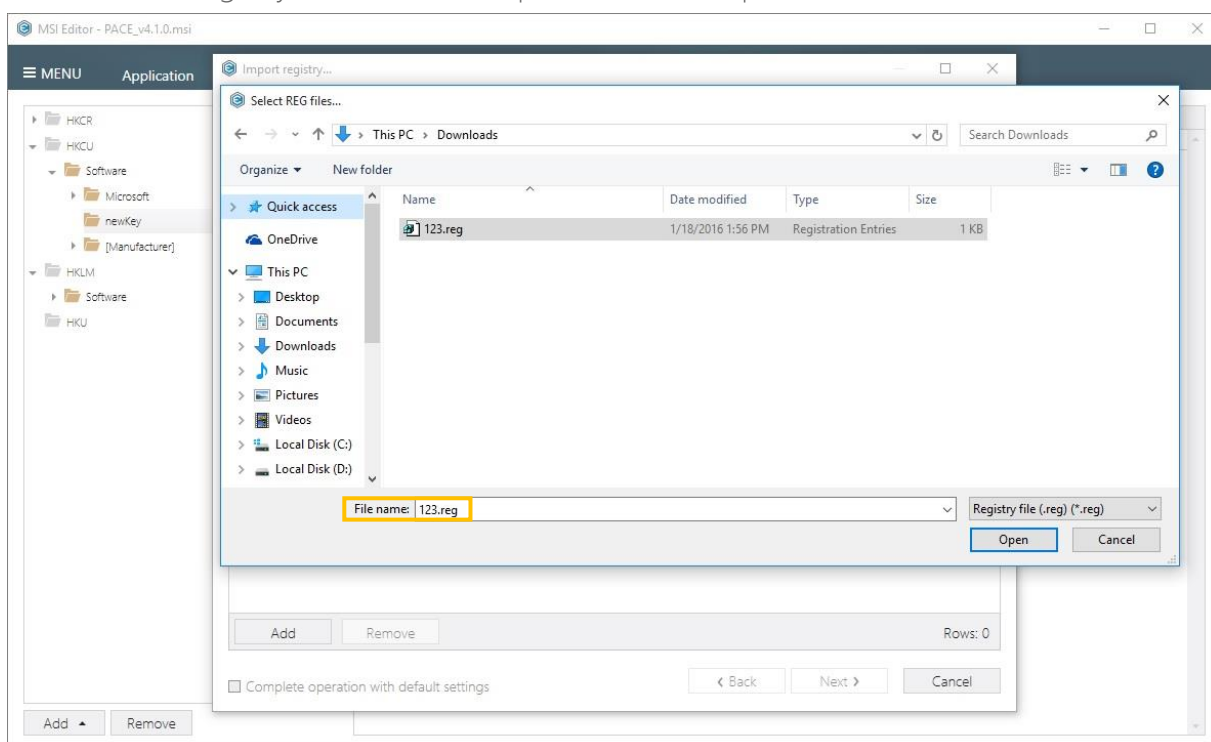 MSI Editor - PACE_v4.1.0.msi
MENU Application
Import registry...
Select REG files...
This PC > Downloads
Search Downloads
Organize New folder
Name Date modified Type Size
123.reg 1/18/2016 1:56 PM Registration Entries 1 KB
Quick access
OneDrive
This PC
Desktop
Documents
Downloads
Music
Pictures
Videos
Local Disk (C:)
Local Disk (D:)
HKCR
HKCU
Software
Microsoft
newKey
[Manufacturer]
HKLM
Software
HKU
File name: 123.reg
Registry file (.reg) (*.reg)
Open Cancel
Add Remove Rows: 0
Complete operation with default settings
< Back Next > Cancel
Add Remove